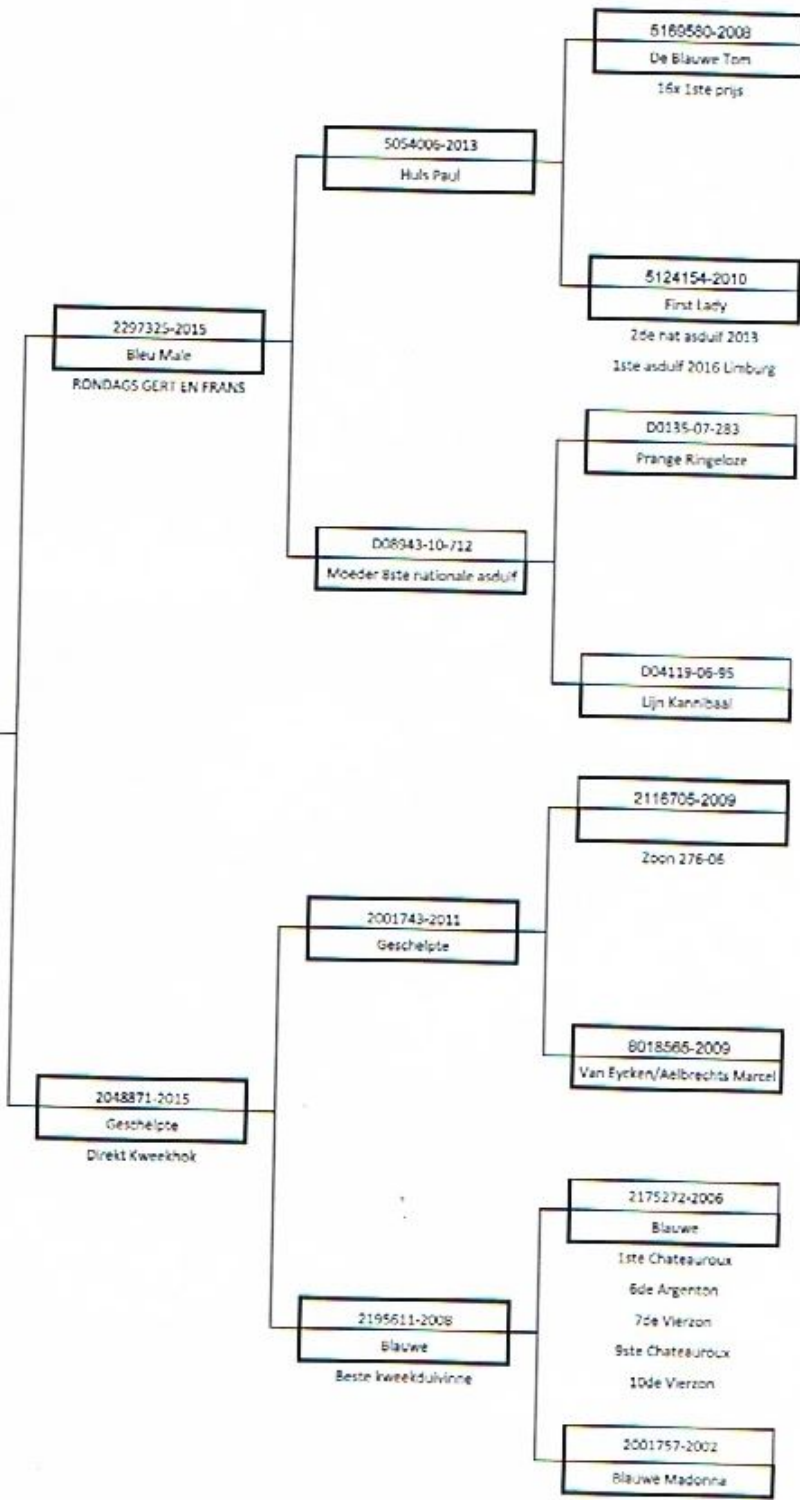 5169580-2008
De Blauwe Tom
16x 1ste prijs
5054006-2013
Huls Paul
5124154-2010
First Lady
2de nat asduif 2013
1ste asduif 2016 Limburg
2297325-2015
Bleu Male
RONDAGS GERT EN FRANS
D0135-07-283
Prange Ringeloze
D08943-10-712
Moeder 8ste nationale asduif
D04119-06-95
Lijn Kannibaal
2116705-2009
Zoon 276-06
2001743-2011
Geschelpte
6018565-2009
Van Eycken/Aelbrechts Marcel
2048871-2015
Geschelpte
Direkt Kweekhok
2175272-2006
Blauwe
1ste Chateauroux
6de Argenton
7de Vierzon
9ste Chateauroux
10de Vierzon
2195611-2008
Blauwe
Beste kweekduivinne
2001757-2002
Blauwe Madonna